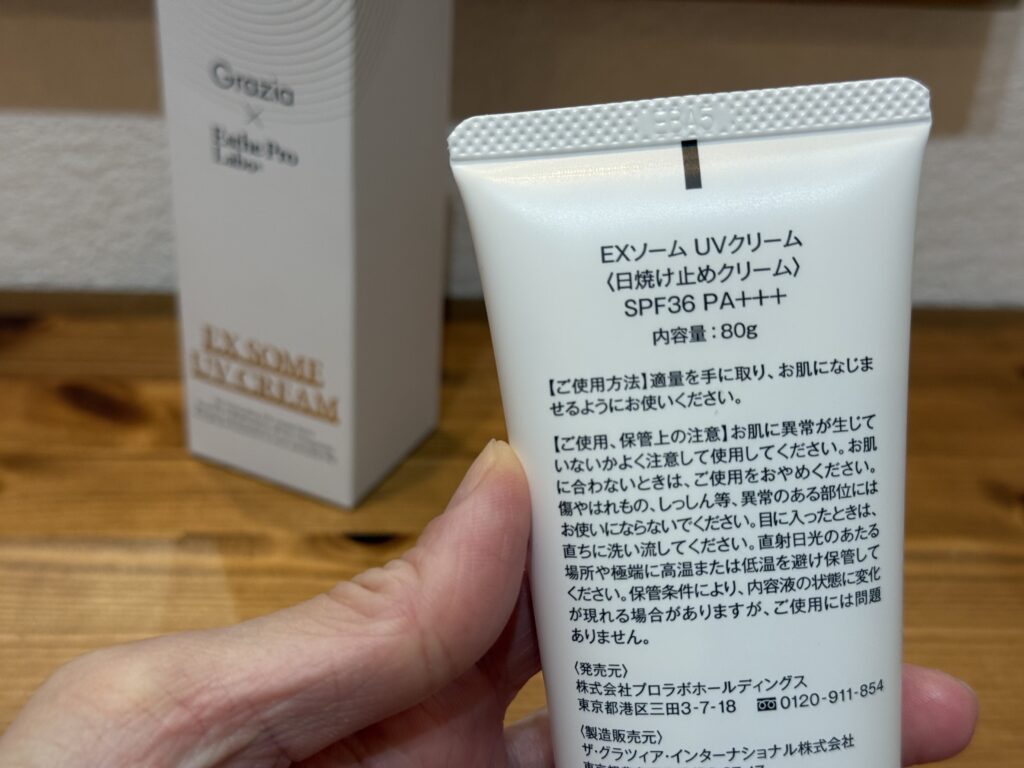 Grazia
×
Esthe Pro
Labo
EX SOME
UV CREAM
EXソーム UVクリーム
〈日焼け止めクリーム〉
SPF36 PA+++
内容量：80g
【ご使用方法】適量を手に取り、お肌になじま
せるようにお使いください。
【ご使用、保管上の注意】お肌に異常が生じて
いないかよく注意して使用してください。お肌
に合わないときは、ご使用をおやめください。
傷やはれもの、しっしん等、異常のある部位には
お使いにならないでください。目に入ったときは、
直ちに洗い流してください。直射日光のあたる
場所や極端に高温または低温を避け保管して
ください。保管条件により、内容液の状態に変化
が現れる場合がありますが、ご使用には問題
ありません。
〈発売元〉
株式会社プロラボホールディングス
東京都港区三田3-7-18 0120-911-854
〈製造販売元〉
ザ・グラツィア・インターナショナル株式会社